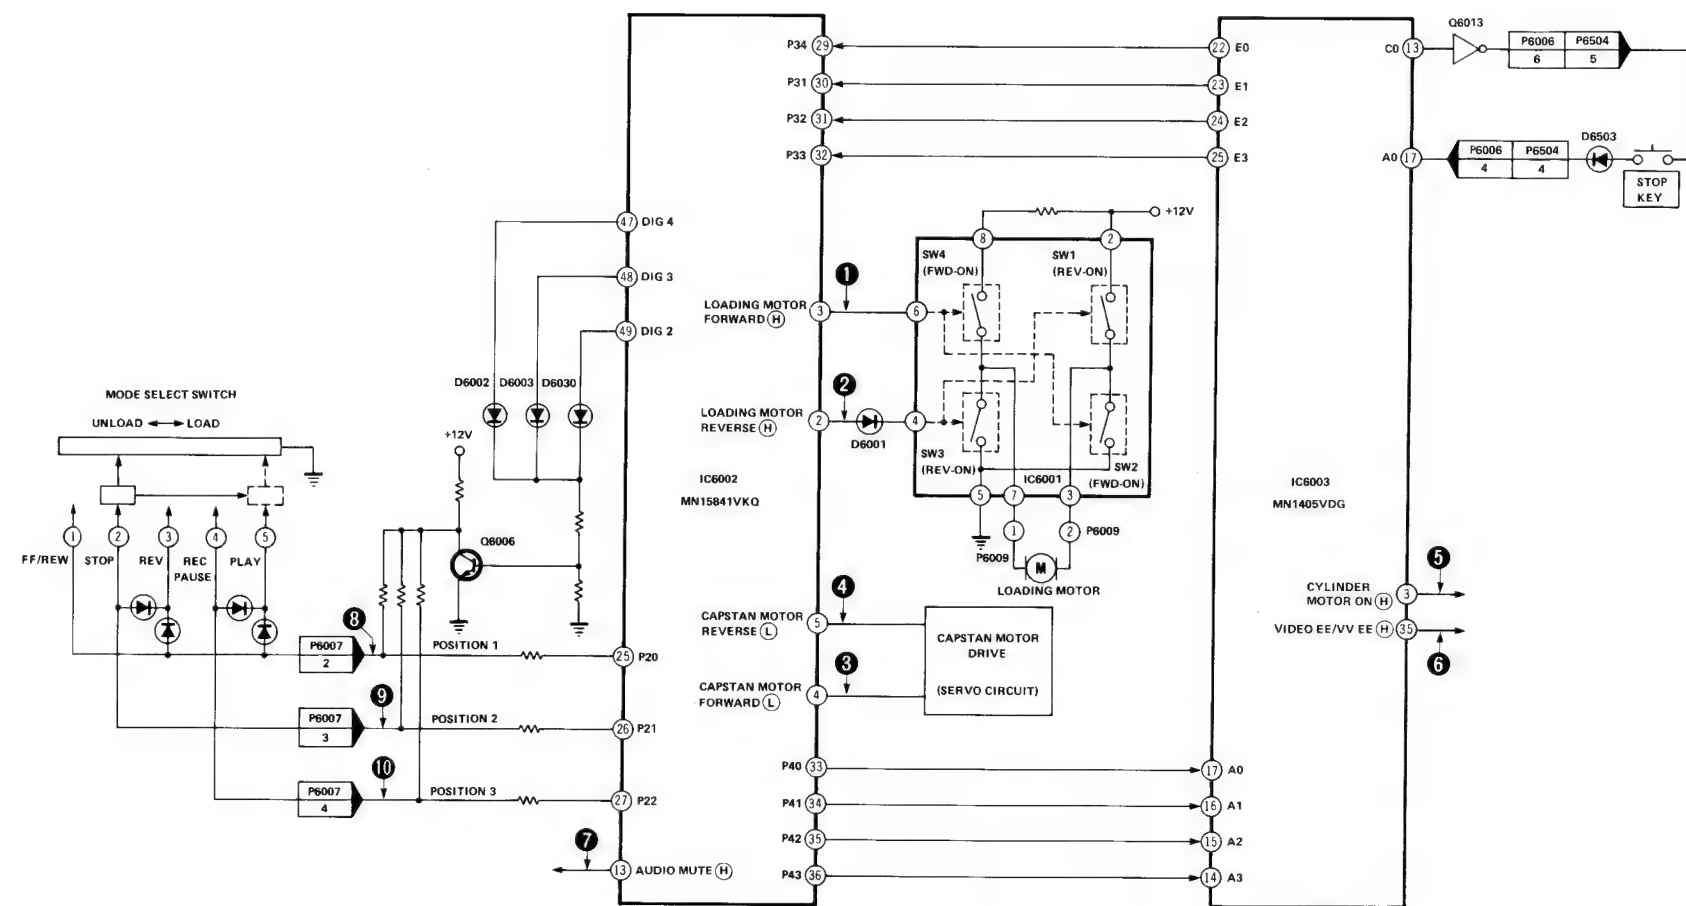 Q6013
P34 29
22 E0
C0 13
P6006 P6504
6 5
P31 30
23 E1
P32 31
24 E2
P33 32
25 E3
A0 17
P6006 P6504
4 4
D6503
STOP
KEY
+12V
47 DIG 4
48 DIG 3
49 DIG 2
8 2
SW4
(FWD-ON)
SW1
(REV-ON)
1
LOADING MOTOR
FORWARD H
3
6
D6002 D6003 D6030
2
LOADING MOTOR
REVERSE H
2
D6001
4
SW3
(REV-ON)
SW2
(FWD-ON)
IC6001
5 7 3
1 2
P6009
P6009
M
LOADING MOTOR
MODE SELECT SWITCH
UNLOAD LOAD
+12V
IC6002
MN15841VKQ
IC6003
MN1405VDG
1 2 3 4 5
FF/REW STOP REV REC
PAUSE
PLAY
Q6006
8
P6007
2
POSITION 1
25 P20
9
P6007
3
POSITION 2
26 P21
10
P6007
4
POSITION 3
27 P22
7
13 AUDIO MUTE H
4
CAPSTAN MOTOR
REVERSE L
5
3
CAPSTAN MOTOR
FORWARD L
4
CAPSTAN MOTOR
DRIVE
(SERVO CIRCUIT)
5
CYLINDER
MOTOR ON H
3
VIDEO EE/VV EE H 35
6
P40 33
17 A0
P41 34
16 A1
P42 35
15 A2
P43 36
14 A3